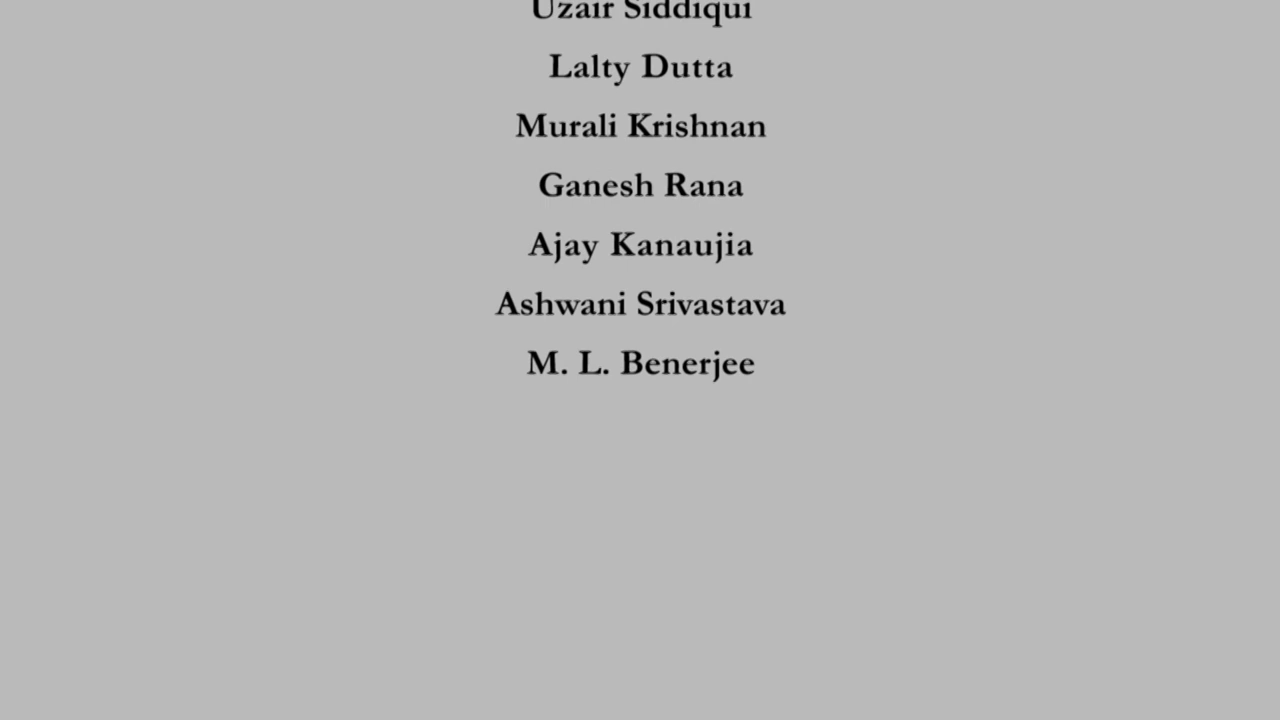 Uzair Siddiqui
Lalty Dutta
Murali Krishnan
Ganesh Rana
Ajay Kanaujia
Ashwani Srivastava
M. L. Benerjee